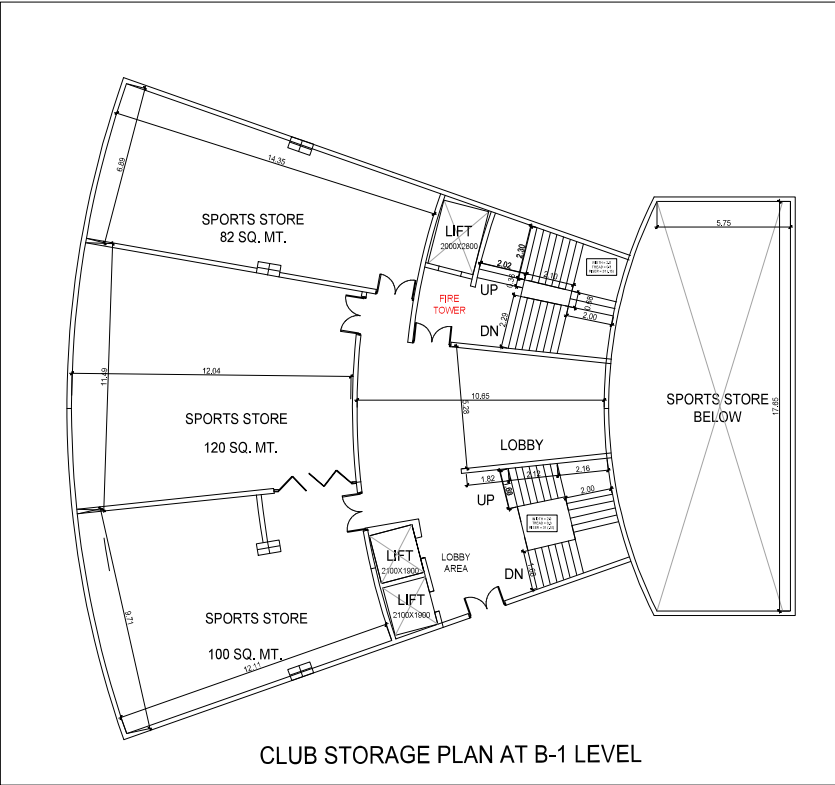 14.35
6.89
SPORTS STORE
82 SQ. MT.
LIFT
2000X2800
2.30
2.02
2.10
UP
FIRE
TOWER
2.00
2.29
DN
5.75
12.04
11.49
SPORTS STORE
120 SQ. MT.
10.65
5.28
LOBBY
SPORTS STORE
BELOW
17.65
1.82
2.12
2.16
UP
2.00
LIFT
2100X1900
LOBBY
AREA
DN
LIFT
2100X1900
9.71
SPORTS STORE
100 SQ. MT.
12.11
CLUB STORAGE PLAN AT B-1 LEVEL